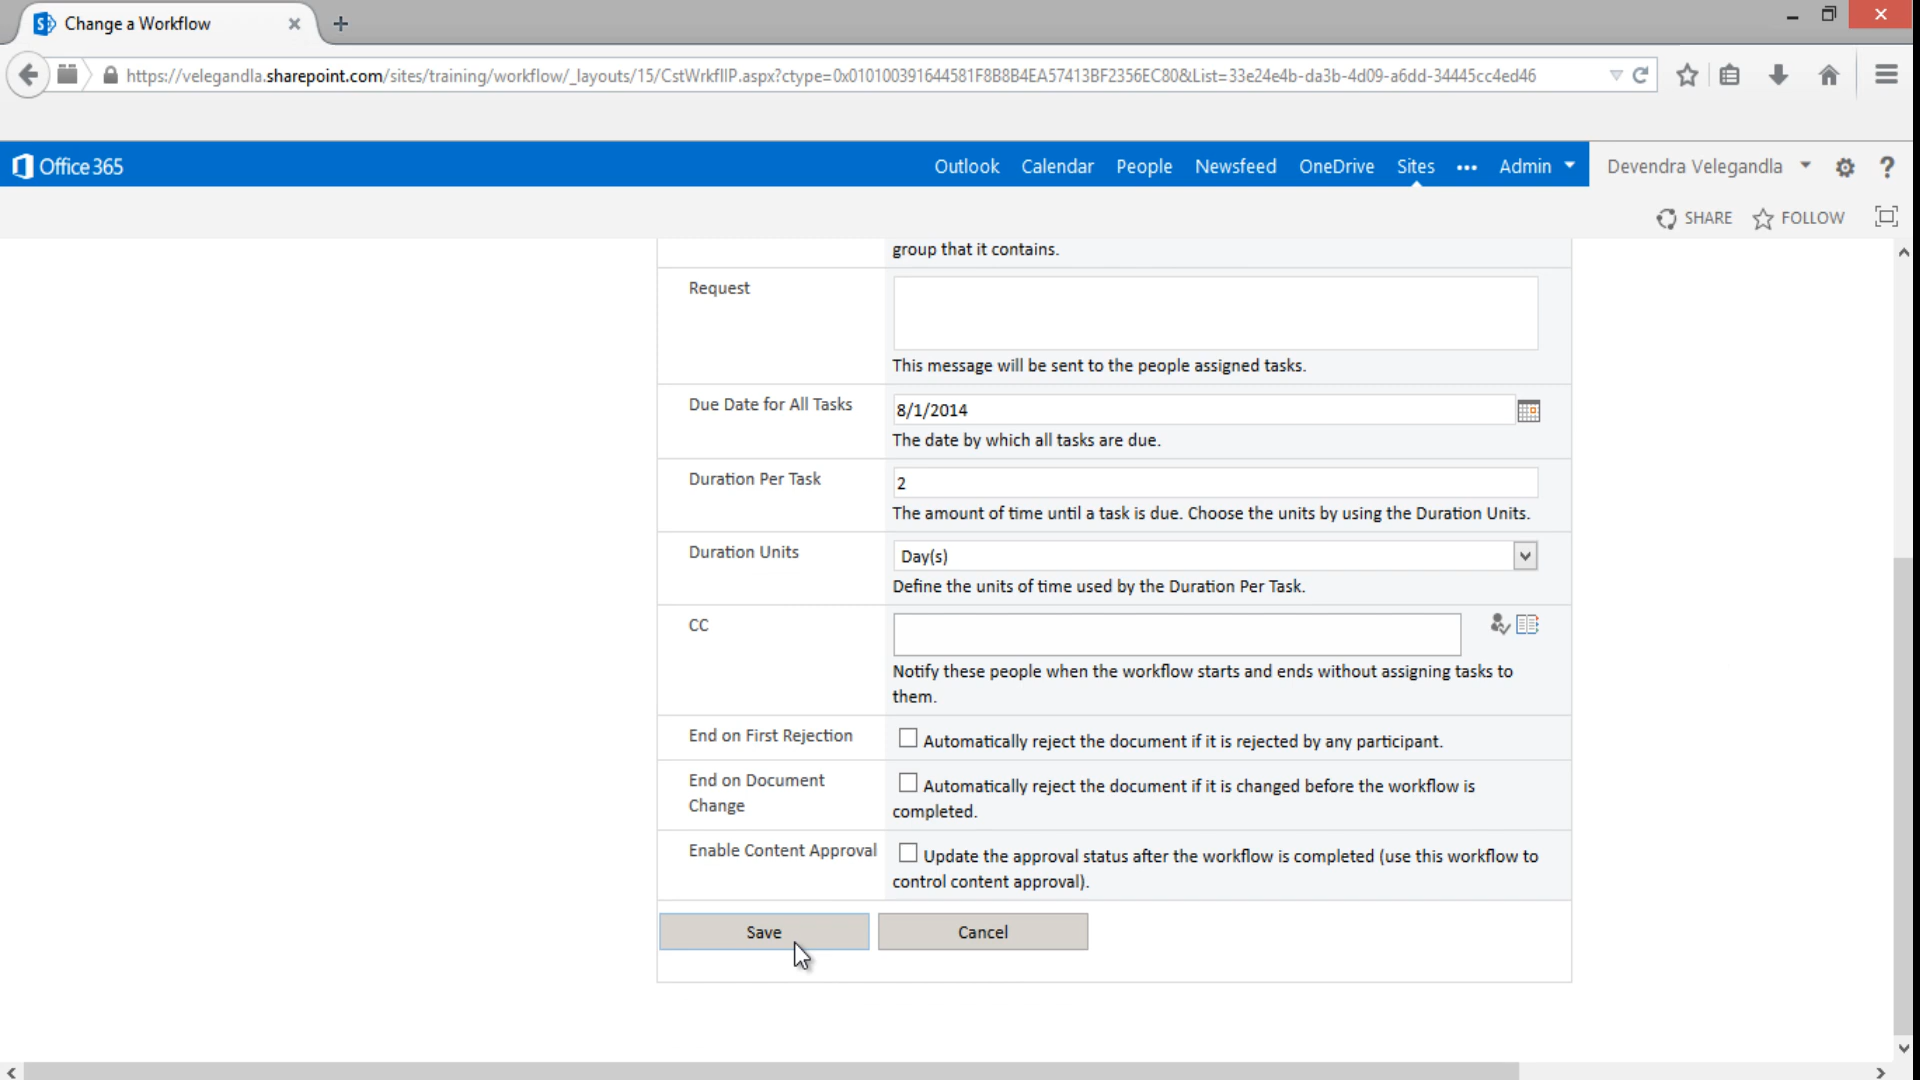 Change a Workflow
https://velegandla.sharepoint.com/sites/training/workflow/_layouts/15/CstWrkflIP.aspx?ctype=0x010100391644581F8B8B4EA57413BF2356EC80&List=33e24e4b-da3b-4d09-a6dd-34445cc4ed46
Office 365 Outlook Calendar People Newsfeed OneDrive Sites ••• Admin Devendra Velegandla ?
SHARE FOLLOW
group that it contains.
Request
This message will be sent to the people assigned tasks.
Due Date for All Tasks 8/1/2014
The date by which all tasks are due.
Duration Per Task 2
The amount of time until a task is due. Choose the units by using the Duration Units.
Duration Units Day(s)
Define the units of time used by the Duration Per Task.
CC
Notify these people when the workflow starts and ends without assigning tasks to
them.
End on First Rejection Automatically reject the document if it is rejected by any participant.
End on Document
Change
Automatically reject the document if it is changed before the workflow is
completed.
Enable Content Approval Update the approval status after the workflow is completed (use this workflow to
control content approval).
Save Cancel